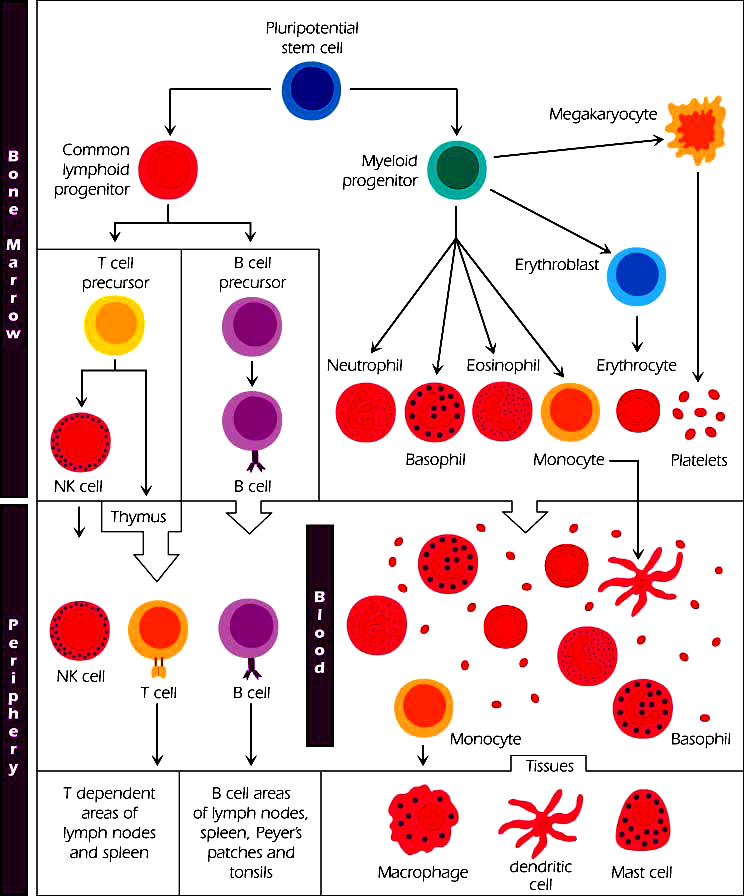 Pluripotential
stem cell
Bone Marrow
Common
lymphoid
progenitor
Myeloid
progenitor
Megakaryocyte
T cell
precursor
B cell
precursor
Erythroblast
Neutrophil
Eosinophil
Erythrocyte
Basophil
Monocyte
Platelets
NK cell
B cell
Thymus
Periphery
Blood
NK cell
T cell
B cell
Monocyte
Basophil
Tissues
T dependent
areas of
lymph nodes
and spleen
B cell areas
of lymph nodes,
spleen, Peyer's
patches and
tonsils
Macrophage
dendritic
cell
Mast cell